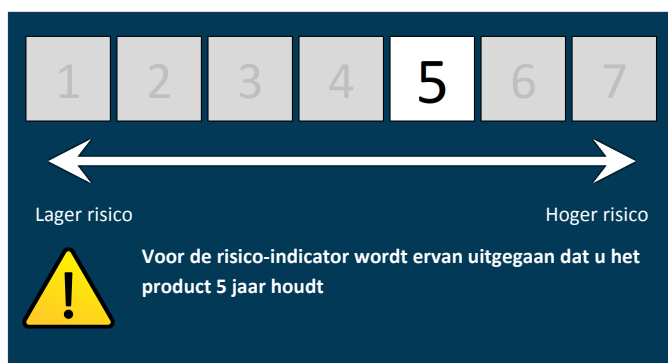 1 2 3 4 5 6 7
Lager risico Hoger risico
!
Voor de risico-indicator wordt ervan uitgegaan dat u het
product 5 jaar houdt